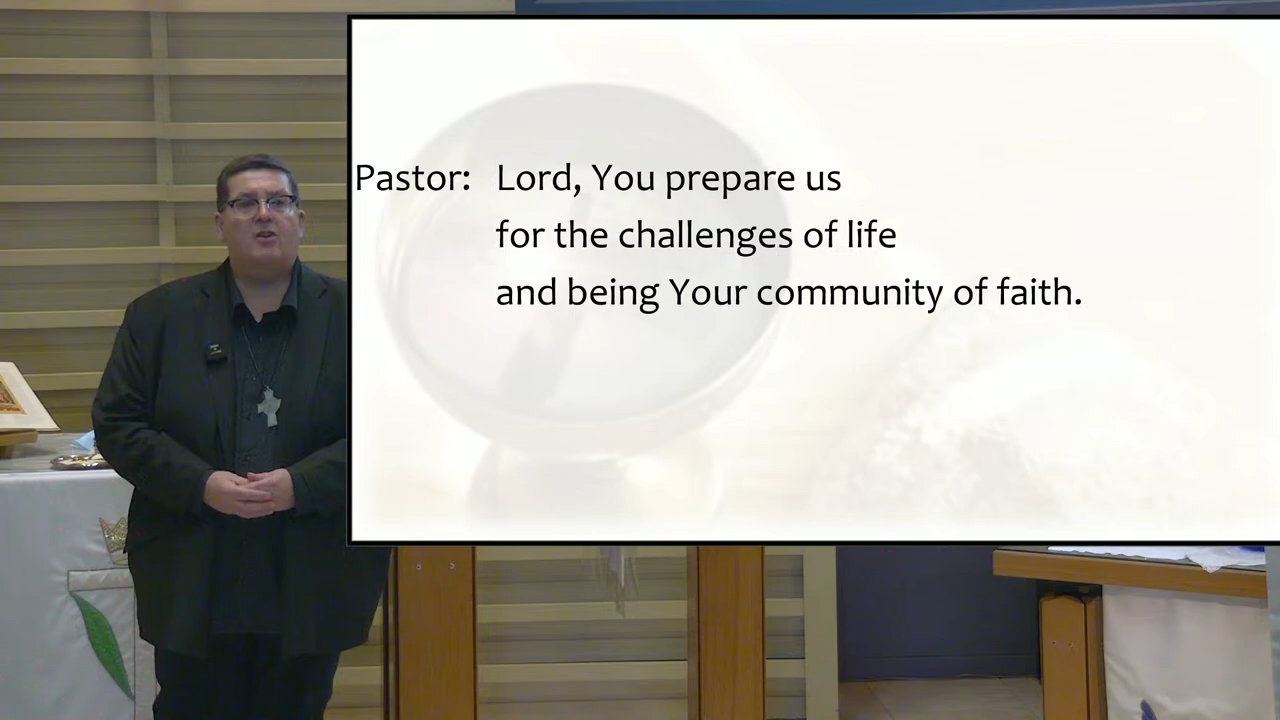 Pastor: Lord, You prepare us
for the challenges of life
and being Your community of faith.